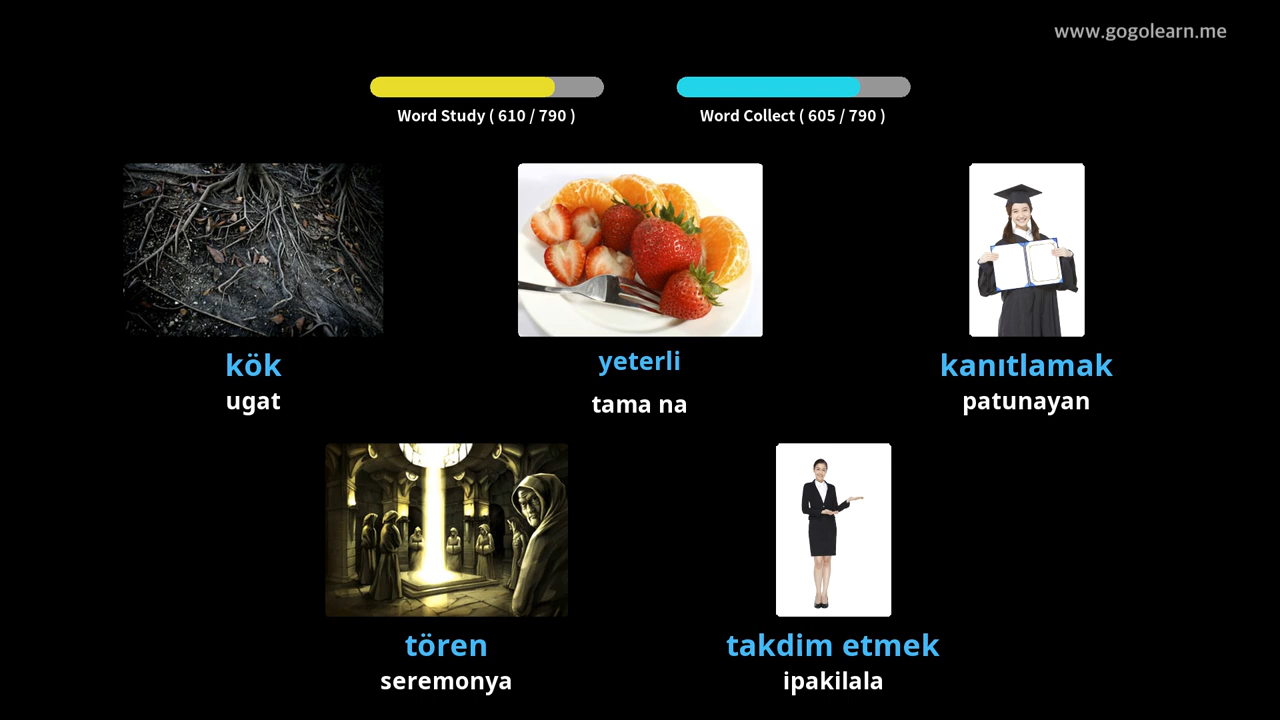 www.gogolearn.me
Word Study ( 610 / 790 )
Word Collect ( 605 / 790 )
kök
ugat
yeterli
tama na
kanıtlamak
patunayan
tören
seremonya
takdim etmek
ipakilala